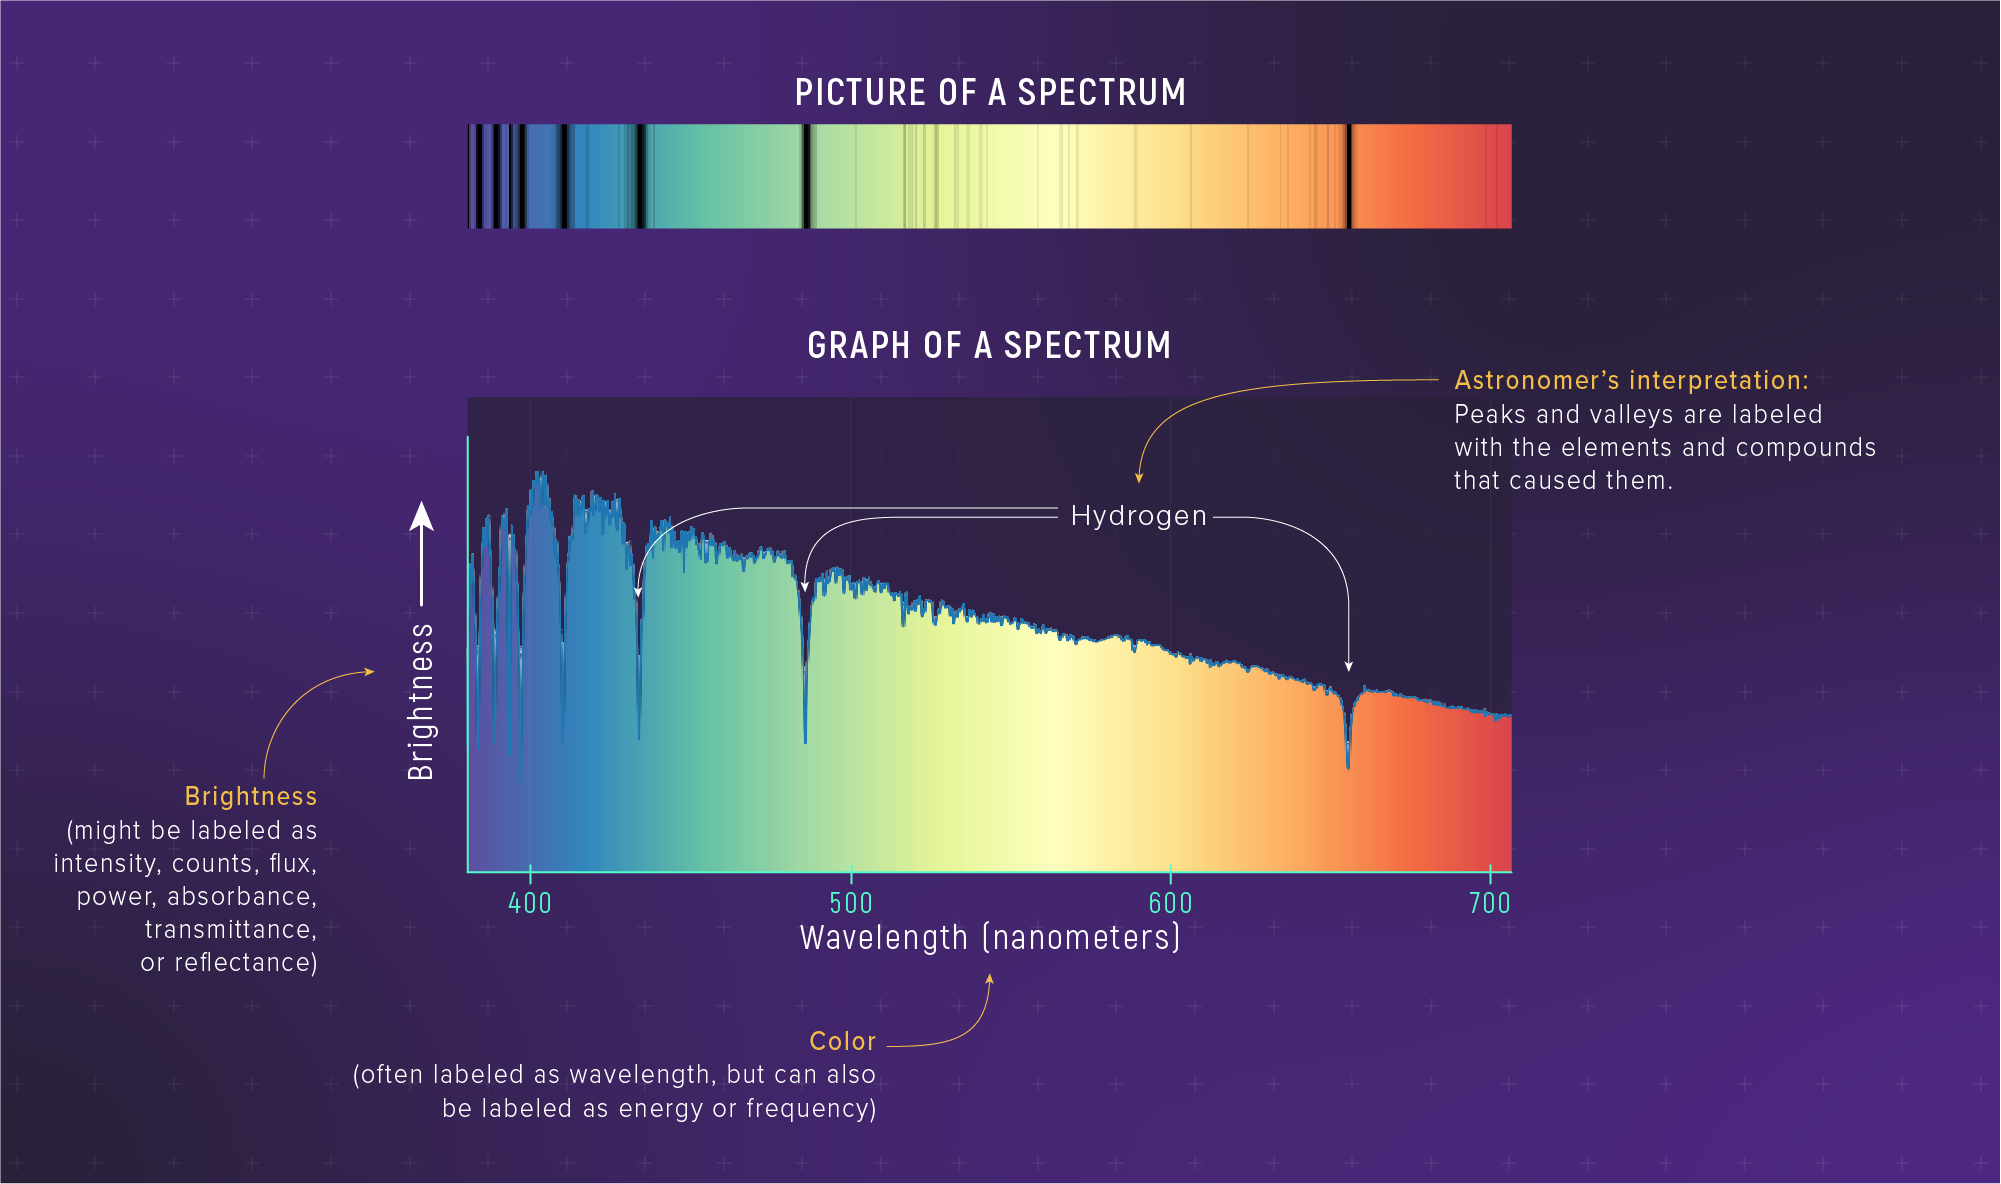 PICTURE OF A SPECTRUM
GRAPH OF A SPECTRUM
Astronomer’s interpretation:
Peaks and valleys are labeled
with the elements and compounds
that caused them.
Hydrogen
Brightness
Brightness
(might be labeled as
intensity, counts, flux,
power, absorbance,
transmittance,
or reflectance)
400 500 600 700
Wavelength (nanometers)
Color
(often labeled as wavelength, but can also
be labeled as energy or frequency)